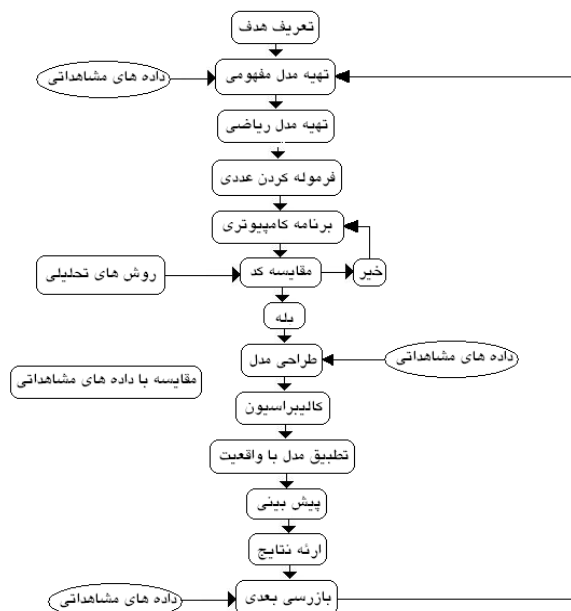 تعریف هدف
داده های مشاهداتی
تهیه مدل مفهومی
تهیه مدل ریاضی
فرموله کردن عددی
برنامه کامپیوتری
روش های تحلیلی
مقایسه کد
خیر
بله
طراحی مدل
داده های مشاهداتی
مقایسه با داده های مشاهداتی
کالیبراسیون
تطبیق مدل با واقعیت
پیش بینی
ارئه نتایج
داده های مشاهداتی
بازرسی بعدی